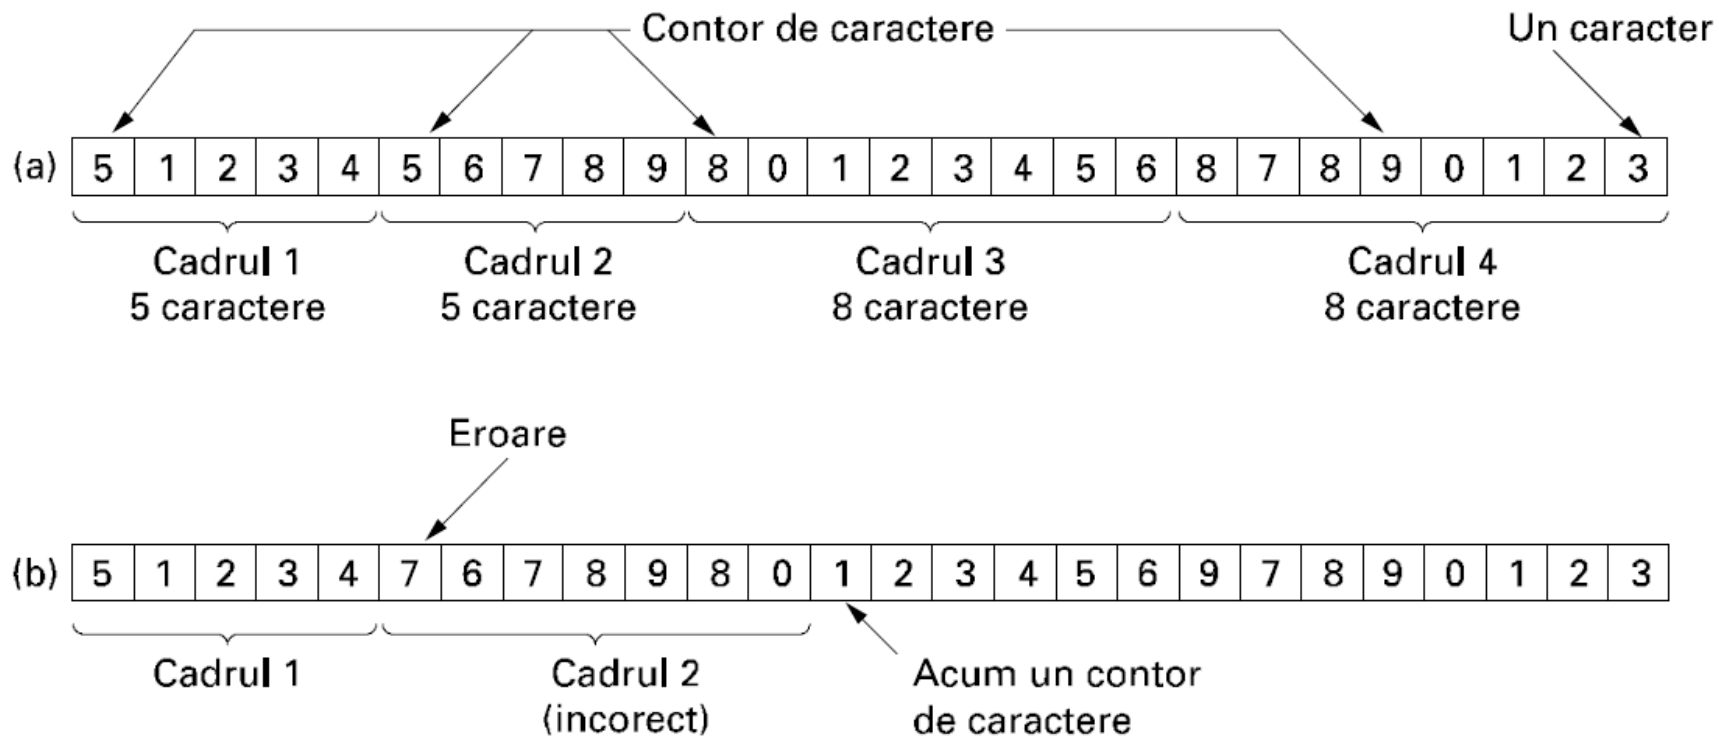 Contor de caractere Un caracter
(a) 5 1 2 3 4 5 6 7 8 9 8 0 1 2 3 4 5 6 8 7 8 9 0 1 2 3
Cadrul 1 Cadrul 2 Cadrul 3 Cadrul 4
5 caractere 5 caractere 8 caractere 8 caractere
Eroare
(b) 5 1 2 3 4 7 6 7 8 9 8 0 1 2 3 4 5 6 9 7 8 9 0 1 2 3
Cadrul 1 Cadrul 2 Acum un contor
(incorect) de caractere